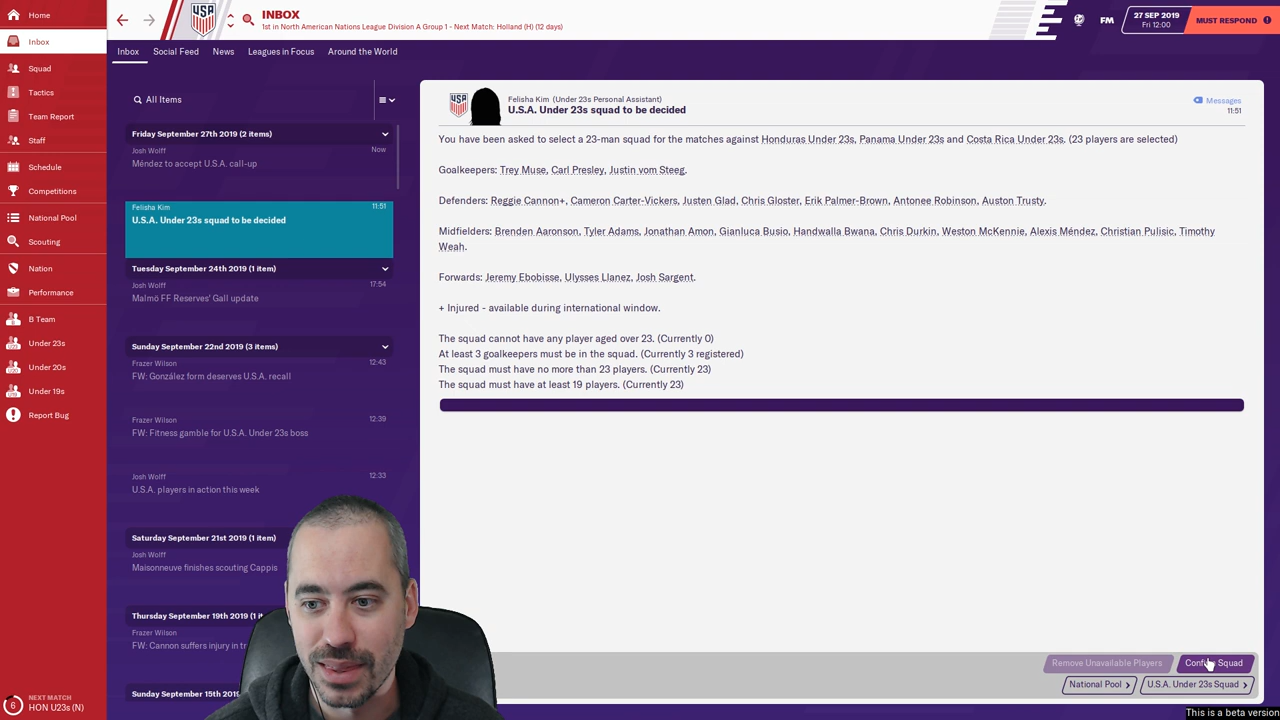 Home
Inbox
Squad
Tactics
Team Report
Staff
Schedule
Competitions
National Pool
Scouting
Nation
Performance
B Team
Under 23s
Under 20s
Under 19s
Report Bug
6
NEXT MATCH
HON U23s (N)
USA
INBOX
1st in North American Nations League Division A Group 1 - Next Match: Holland (H) (12 days)
FM
27 SEP 2019
Fri 12:00
MUST RESPOND
Inbox Social Feed News Leagues in Focus Around the World
All Items
Friday September 27th 2019 (2 items)
Josh Wolff Now
Méndez to accept U.S.A. call-up
Felisha Kim 11:51
U.S.A. Under 23s squad to be decided
Tuesday September 24th 2019 (1 item)
Josh Wolff 17:54
Malmö FF Reserves' Gall update
Sunday September 22nd 2019 (3 items)
Frazer Wilson 12:43
FW: González form deserves U.S.A. recall
Frazer Wilson 12:39
FW: Fitness gamble for U.S.A. Under 23s boss
Josh Wolff 12:33
U.S.A. players in action this week
Saturday September 21st 2019 (1 item)
Josh Wolff
Maisonneuve finishes scouting Cappis
Thursday September 19th 2019 (1 it
Frazer Wilson
FW: Cannon suffers injury in tr
Sunday September 15th 2019
Felisha Kim (Under 23s Personal Assistant)
U.S.A. Under 23s squad to be decided
Messages
11:51
You have been asked to select a 23-man squad for the matches against Honduras Under 23s, Panama Under 23s and Costa Rica Under 23s. (23 players are selected)
Goalkeepers: Trey Muse, Carl Presley, Justin vom Steeg.
Defenders: Reggie Cannon+, Cameron Carter-Vickers, Justen Glad, Chris Gloster, Erik Palmer-Brown, Antonee Robinson, Auston Trusty.
Midfielders: Brenden Aaronson, Tyler Adams, Jonathan Amon, Gianluca Busio, Handwalla Bwana, Chris Durkin, Weston McKennie, Alexis Méndez, Christian Pulisic, Timothy
Weah.
Forwards: Jeremy Ebobisse, Ulysses Llanez, Josh Sargent.
+ Injured - available during international window.
The squad cannot have any player aged over 23. (Currently 0)
At least 3 goalkeepers must be in the squad. (Currently 3 registered)
The squad must have no more than 23 players. (Currently 23)
The squad must have at least 19 players. (Currently 23)
Remove Unavailable Players
Confirm Squad
National Pool
U.S.A. Under 23s Squad
This is a beta version